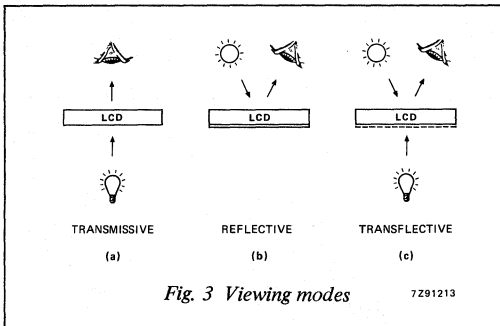 LCD LCD LCD
TRANSMISSIVE REFLECTIVE TRANSFLECTIVE
(a) (b) (c)
Fig. 3 Viewing modes 7Z91213